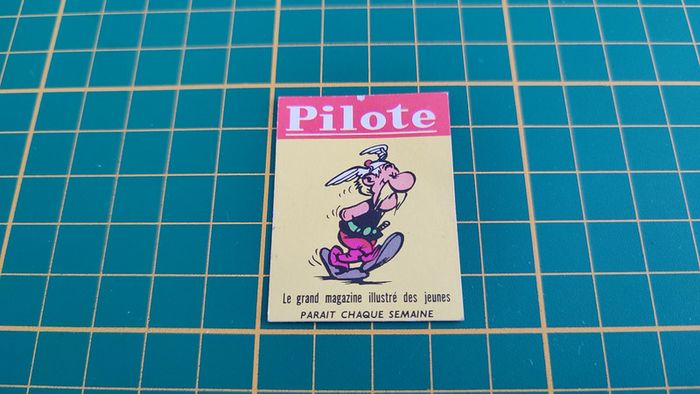 Pilote
Le grand magazine illustré des jeunes
PARAIT CHAQUE SEMAINE